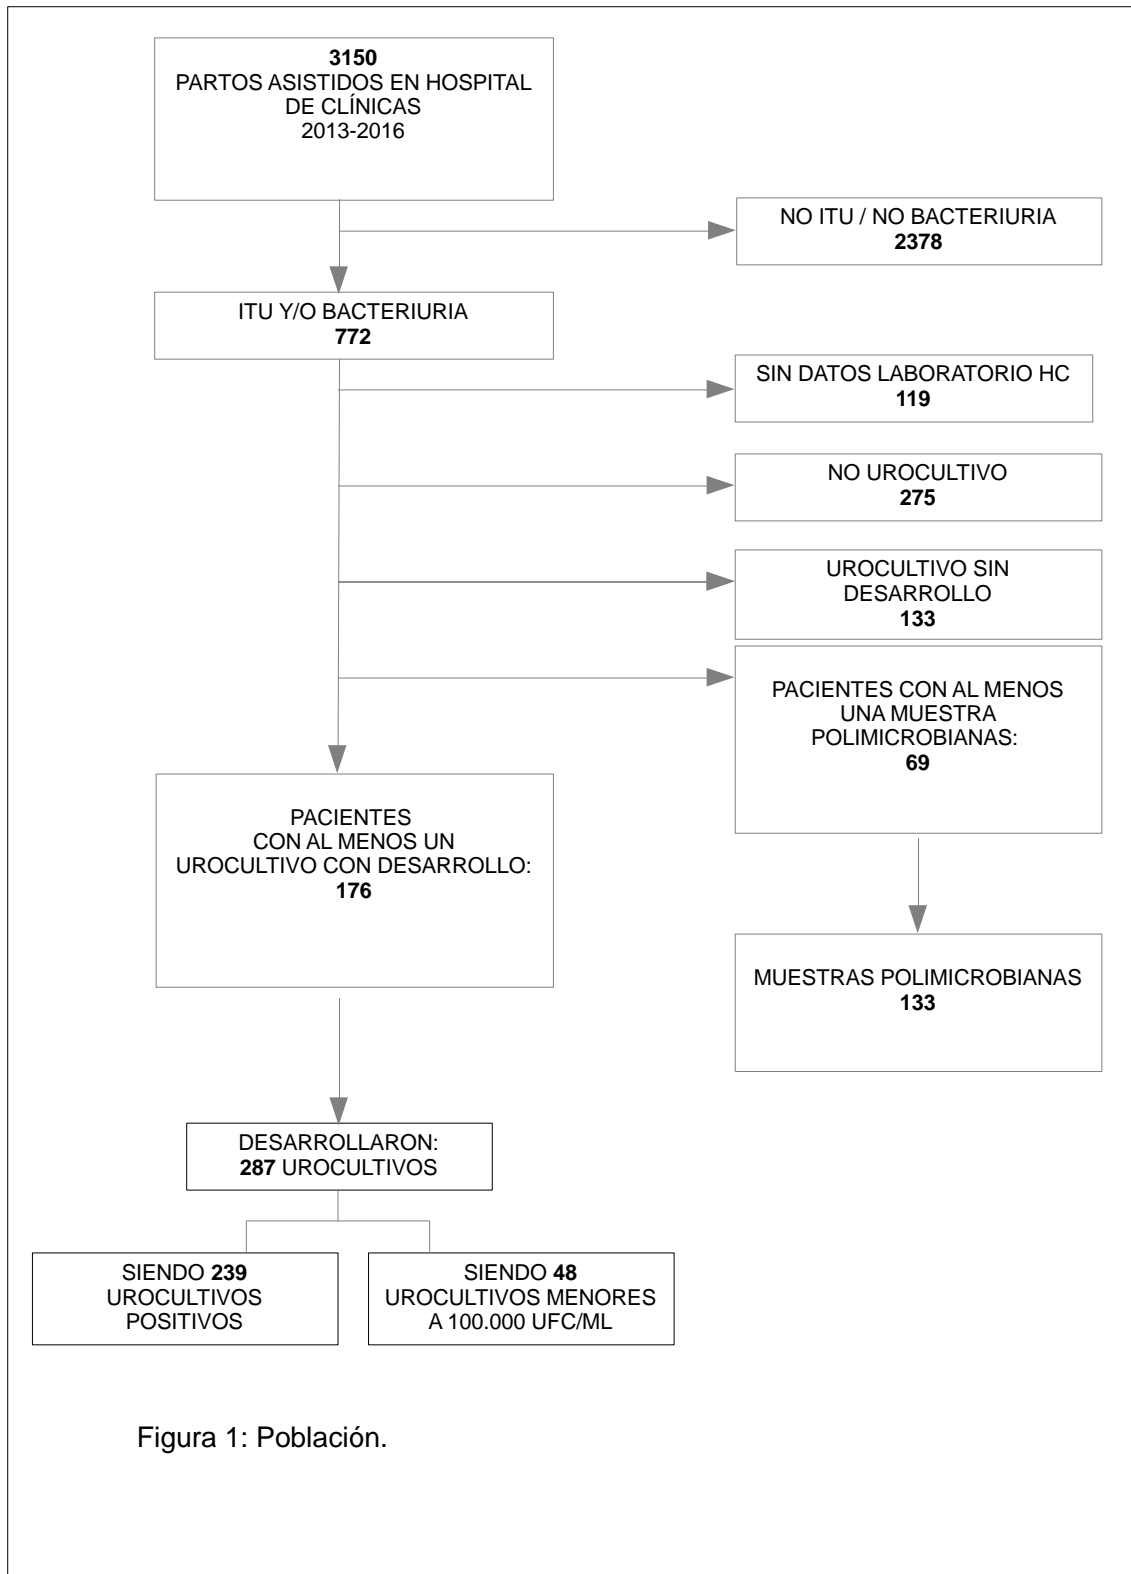 3150
PARTOS ASISTIDOS EN HOSPITAL
DE CLÍNICAS
2013-2016
NO ITU / NO BACTERIURIA
2378
ITU Y/O BACTERIURIA
772
SIN DATOS LABORATORIO HC
119
NO UROCULTIVO
275
UROCULTIVO SIN
DESARROLLO
133
PACIENTES CON AL MENOS
UNA MUESTRA
POLIMICROBIANAS:
69
PACIENTES
CON AL MENOS UN
UROCULTIVO CON DESARROLLO:
176
MUESTRAS POLIMICROBIANAS
133
DESARROLLARON:
287 UROCULTIVOS
SIENDO 239
UROCULTIVOS
POSITIVOS
SIENDO 48
UROCULTIVOS MENORES
A 100.000 UFC/ML
Figura 1: Población.